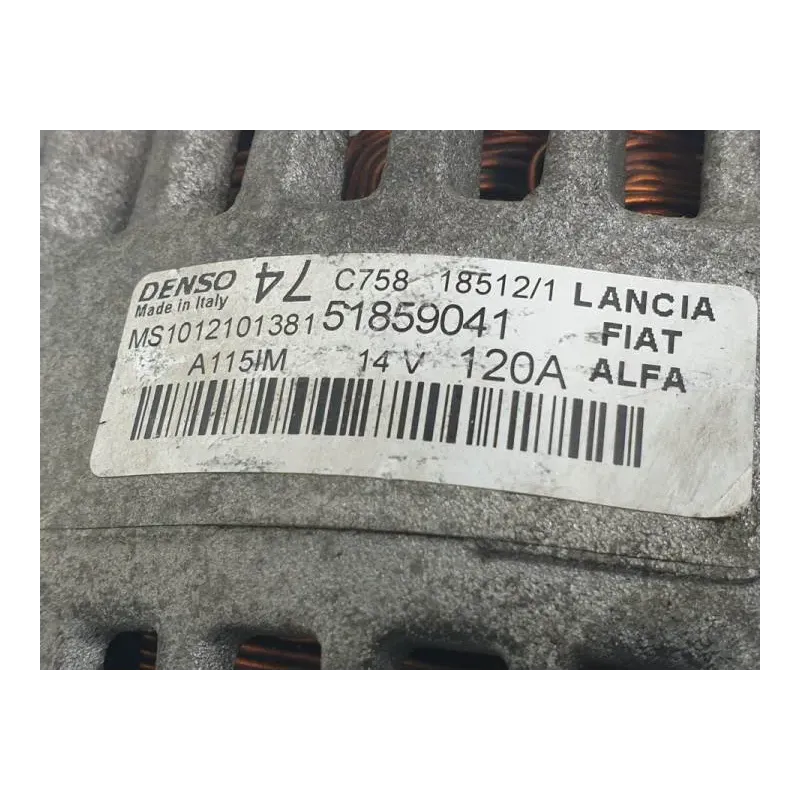 DENSO 74 C758 18512/1 LANCIA
Made in Italy
MS1012101381 51859041 FIAT
A115IM 14 V 120A ALFA